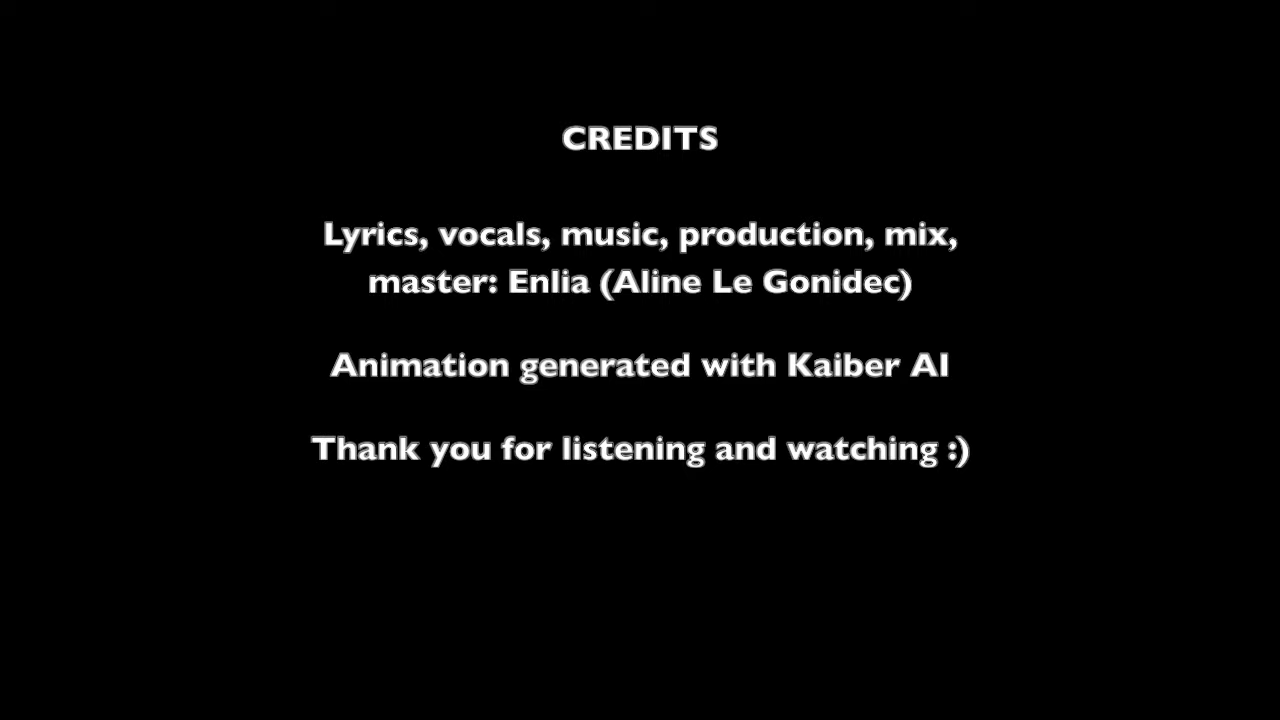 CREDITS
Lyrics, vocals, music, production, mix,
master: Enlia (Aline Le Gonidec)
Animation generated with Kaiber AI
Thank you for listening and watching :)